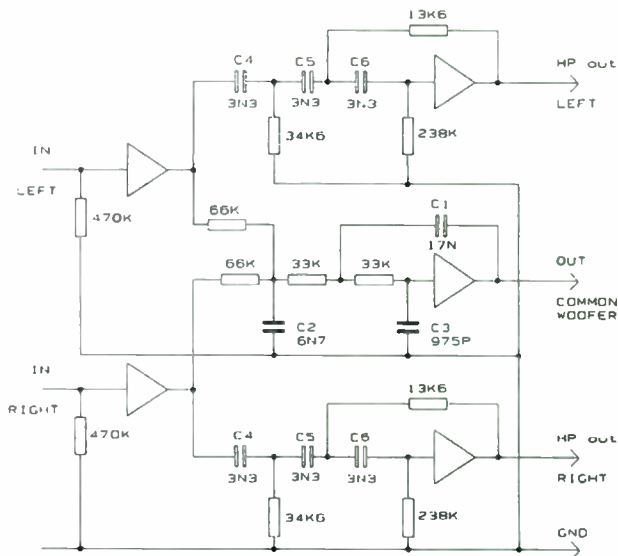 13K6
C4 C5 C6
3N3 3N3 3N3
HP out
LEFT
34K6
238K
IN
LEFT
470K
66K
C1
17N
66K
33K
33K
OUT
COMMON
WOOFER
C2
6N7
C3
975P
IN
RIGHT
470K
13K6
C4 C5 C6
3N3 3N3 3N3
HP out
RIGHT
34K6
238K
GND